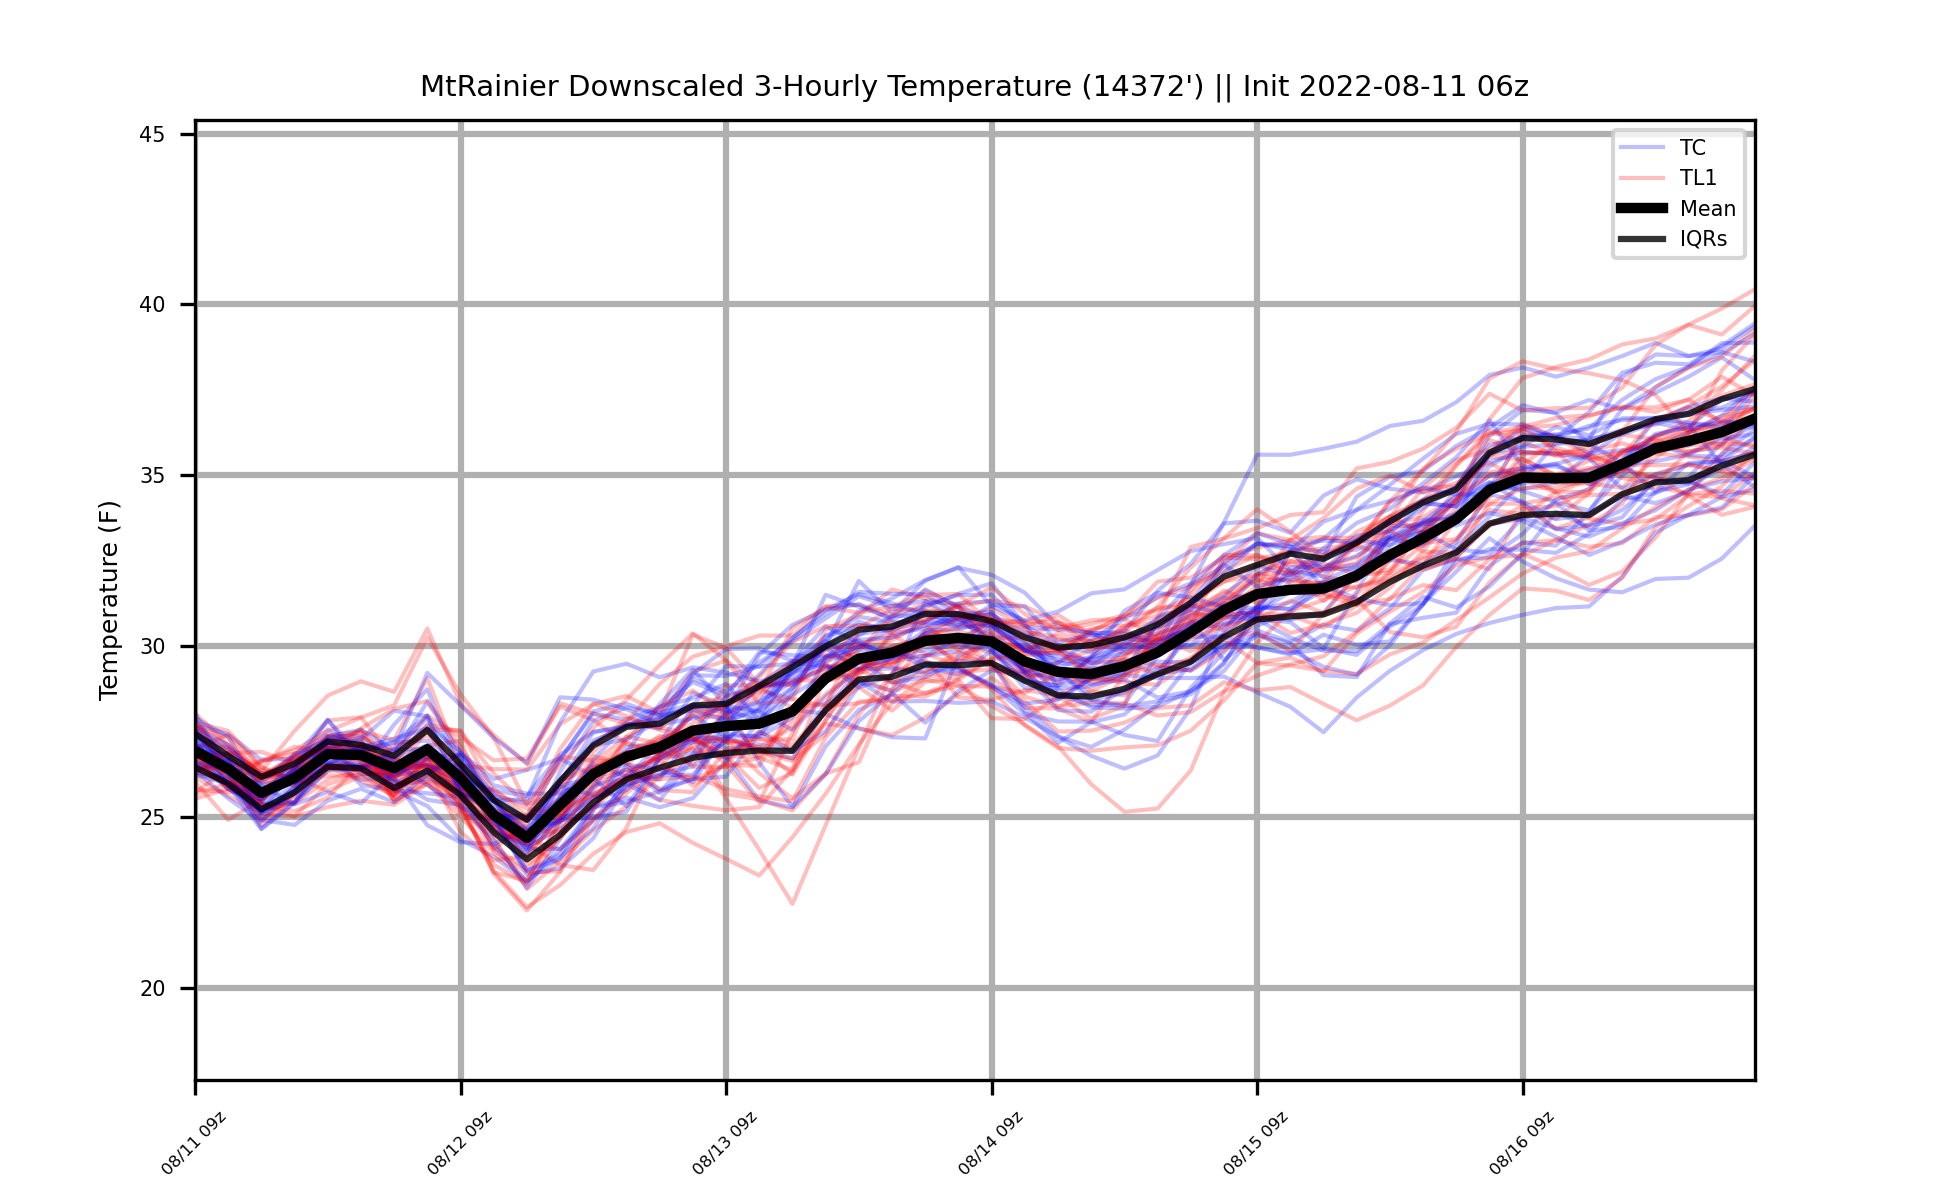 MtRainier Downscaled 3-Hourly Temperature (14372') || Init 2022-08-11 06z
TC
TL1
Mean
IQRs
Temperature (F)
45
40
35
30
25
20
08/11 09z
08/12 09z
08/13 09z
08/14 09z
08/15 09z
08/16 09z